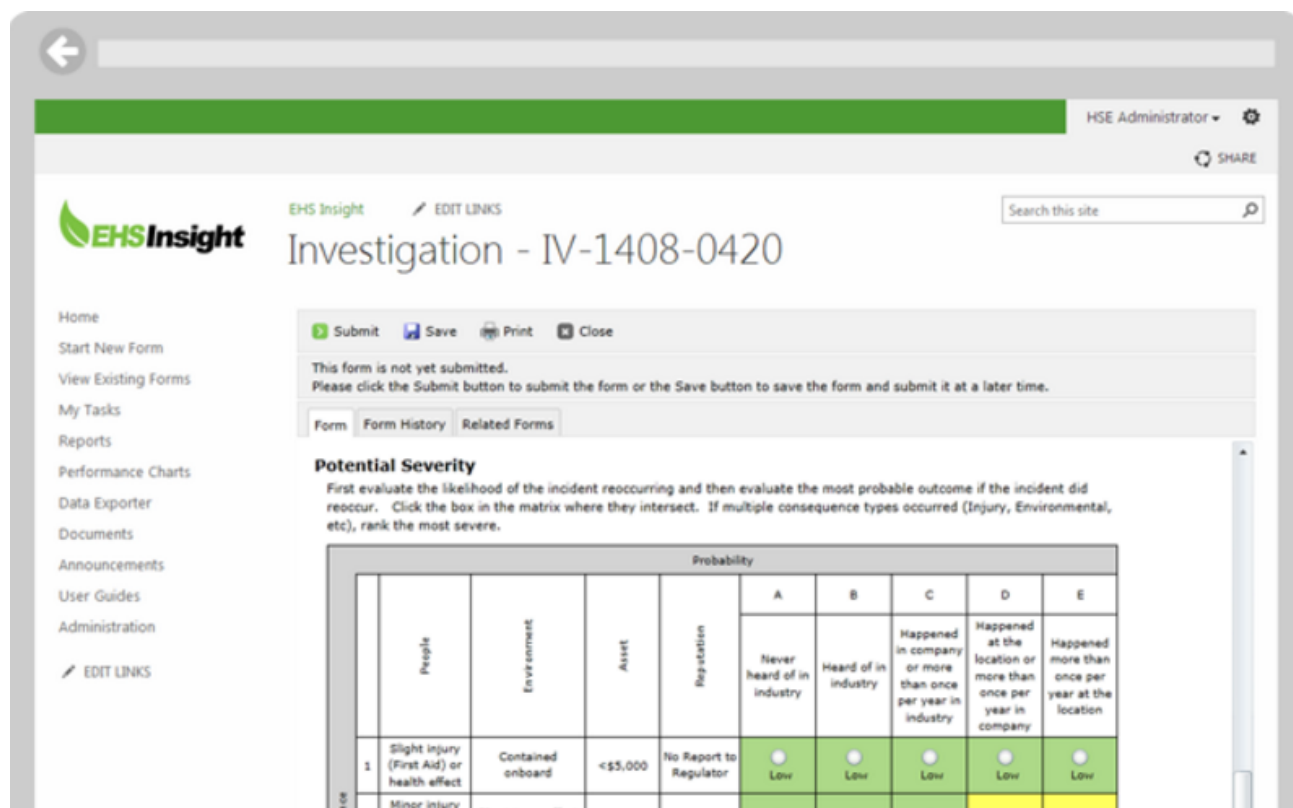 HSE Administrator
SHARE
EHSInsight
EHS Insight
EDIT LINKS
Search this site
Investigation - IV-1408-0420
Home
Start New Form
View Existing Forms
My Tasks
Reports
Performance Charts
Data Exporter
Documents
Announcements
User Guides
Administration
EDIT LINKS
Submit Save Print Close
This form is not yet submitted.
Please click the Submit button to submit the form or the Save button to save the form and submit it at a later time.
Form Form History Related Forms
Potential Severity
First evaluate the likelihood of the incident reoccurring and then evaluate the most probable outcome if the incident did
reoccur. Click the box in the matrix where they intersect. If multiple consequence types occurred (Injury, Environmental,
etc), rank the most severe.
Probability
People
Environment
Asset
Reputation
A
B
C
D
E
Never
heard of in
industry
Heard of in
industry
Happened
in company
or more
than once
per year in
industry
Happened
at the
location or
more than
once per
year in
company
Happened
more than
once per
year at the
location
1
Slight injury
(First Aid) or
health effect
Contained
onboard
<$5,000
No Report to
Regulator
Low
Low
Low
Low
Low
Minor injury